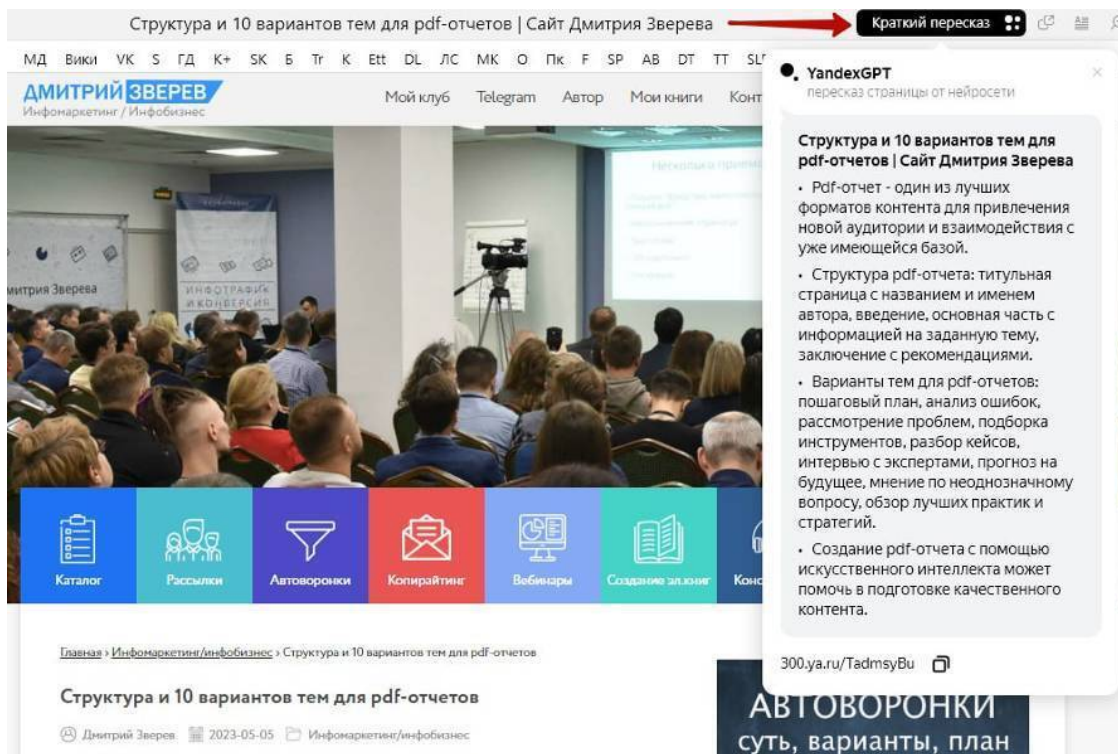 Структура и 10 вариантов тем для pdf-отчетов | Сайт Дмитрия Зверева
Краткий пересказ
МД Вики VK S ГД K+ SK Б Tr K Ett DL ЛС МК О Пк F SP AB DT TT
ДМИТРИЙ ЗВЕРЕВ
Инфомаркетинг / Инфобизнес
Мой клуб Telegram Автор Мои книги Конт
YandexGPT
пересказ страницы от нейросети
Структура и 10 вариантов тем для
pdf-отчетов | Сайт Дмитрия Зверева
• Pdf-отчет - один из лучших
форматов контента для привлечения
новой аудитории и взаимодействия с
уже имеющейся базой.
• Структура pdf-отчета: титульная
страница с названием и именем
автора, введение, основная часть с
информацией на заданную тему,
заключение с рекомендациями.
• Варианты тем для pdf-отчетов:
пошаговый план, анализ ошибок,
рассмотрение проблем, подборка
инструментов, разбор кейсов,
интервью с экспертами, прогноз на
будущее, мнение по неоднозначному
вопросу, обзор лучших практик и
стратегий.
• Создание pdf-отчета с помощью
искусственного интеллекта может
помочь в подготовке качественного
контента.
300.ya.ru/TadmsyBu
митрия Зверева
ИНФОТРАФИК
И КОНВЕРСИЯ
Каталог
Рассылки
Автоворонки
Копирайтинг
Вебинары
Создание эл.книг
Конс
Главная › Инфомаркетинг/инфобизнес › Структура и 10 вариантов тем для pdf-отчетов
Структура и 10 вариантов тем для pdf-отчетов
Дмитрий Зверев 2023-05-05 Инфомаркетинг/инфобизнес
АВТОВОРОНКИ
суть, варианты, план